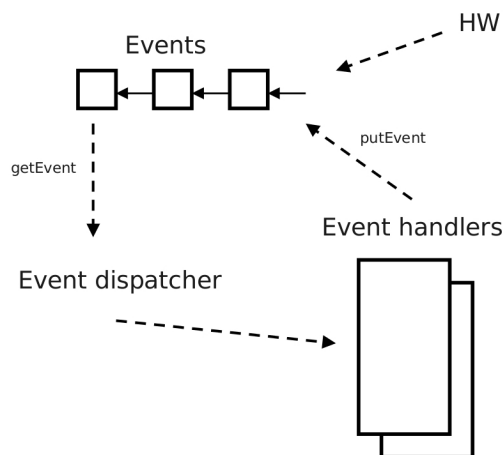 HW
Events
putEvent
getEvent
Event handlers
Event dispatcher